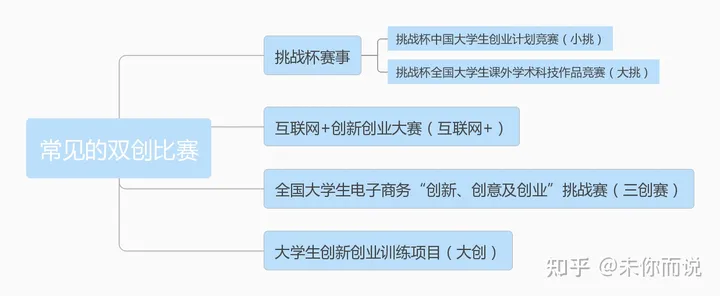 常见的双创比赛
挑战杯赛事
挑战杯中国大学生创业计划竞赛（小挑）
挑战杯全国大学生课外学术科技作品竞赛（大挑）
互联网+创新创业大赛（互联网+）
全国大学生电子商务“创新、创意及创业”挑战赛（三创赛）
大学生创新创业训练项目（大创）
知乎 @未你而说